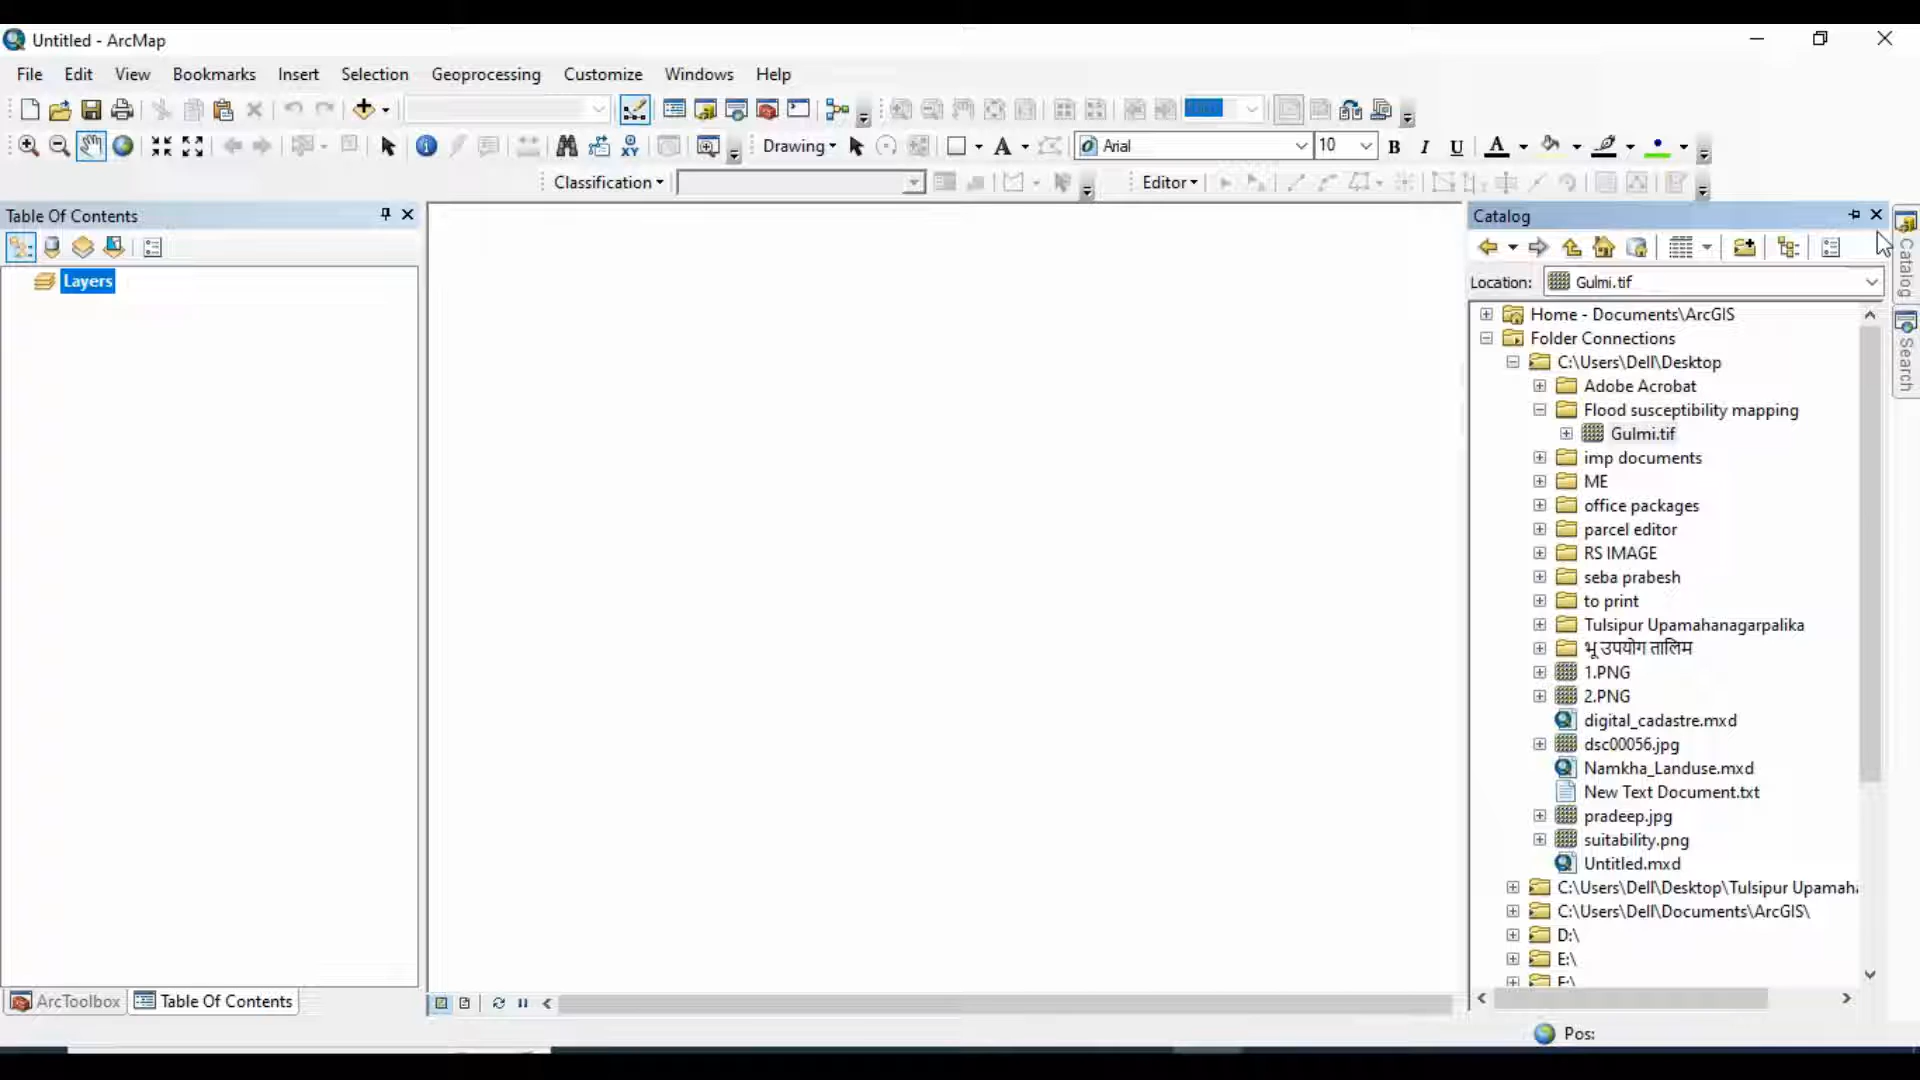 Untitled - ArcMap
File Edit View Bookmarks Insert Selection Geoprocessing Customize Windows Help
Drawing Arial 10 B I U A
Classification Editor
Table Of Contents
Layers
Catalog
Location: Gulmi.tif
Home - Documents\ArcGIS
Folder Connections
C:\Users\Dell\Desktop
Adobe Acrobat
Flood susceptibility mapping
Gulmi.tif
imp documents
ME
office packages
parcel editor
RS IMAGE
seba prabesh
to print
Tulsipur Upamahanagarpalika
भू उपयोग तालिम
1.PNG
2.PNG
digital_cadastre.mxd
dsc00056.jpg
Namkha_Landuse.mxd
New Text Document.txt
pradeep.jpg
suitability.png
Untitled.mxd
C:\Users\Dell\Desktop\Tulsipur Upamah
C:\Users\Dell\Documents\ArcGIS\
D:\
E:\
F:\
Catalog
Search
ArcToolbox Table Of Contents
Pos: